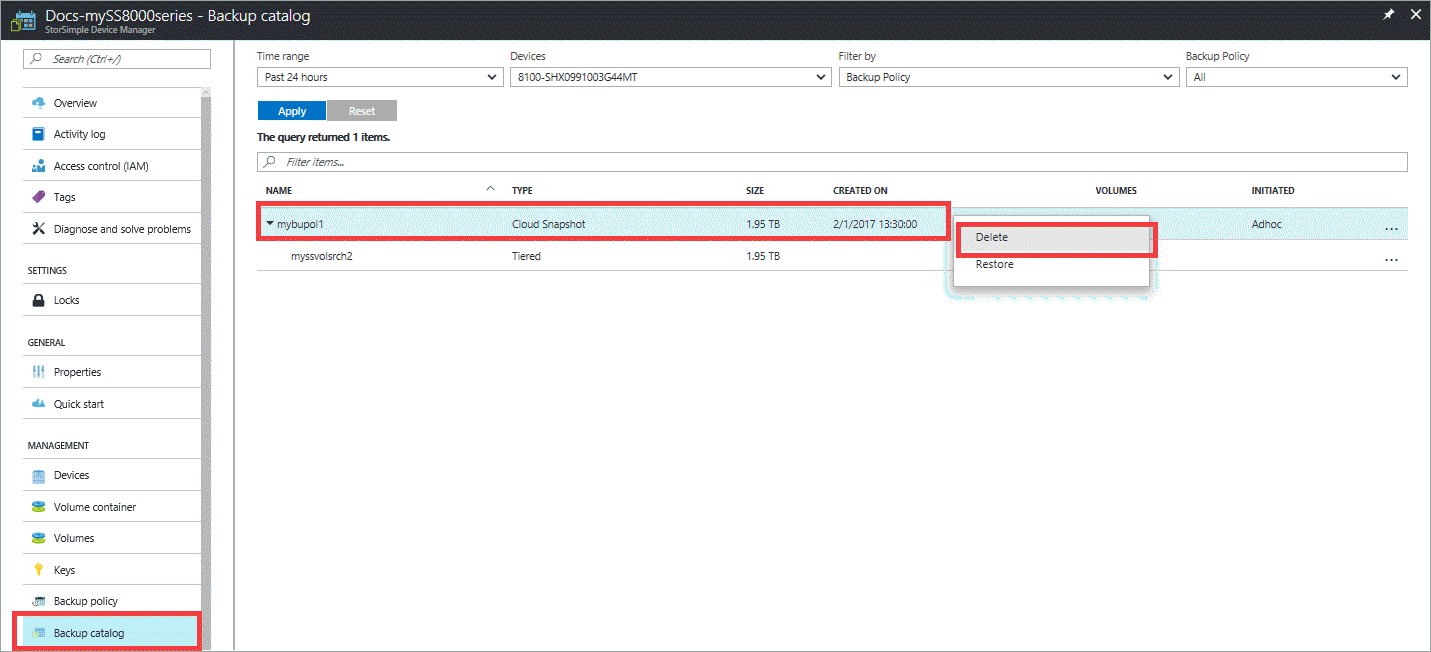 Docs-mySS8000series - Backup catalog
StorSimple Device Manager
Search (Ctrl+/)
Overview
Activity log
Access control (IAM)
Tags
Diagnose and solve problems
SETTINGS
Locks
GENERAL
Properties
Quick start
MANAGEMENT
Devices
Volume container
Volumes
Keys
Backup policy
Backup catalog
Time range Devices Filter by Backup Policy
Past 24 hours 8100-SHX0991003G44MT Backup Policy All
Apply Reset
The query returned 1 items.
Filter items...
NAME TYPE SIZE CREATED ON VOLUMES INITIATED
mybupol1 Cloud Snapshot 1.95 TB 2/1/2017 13:30:00 Adhoc ...
myssvolsrch2 Tiered 1.95 TB ...
Delete
Restore